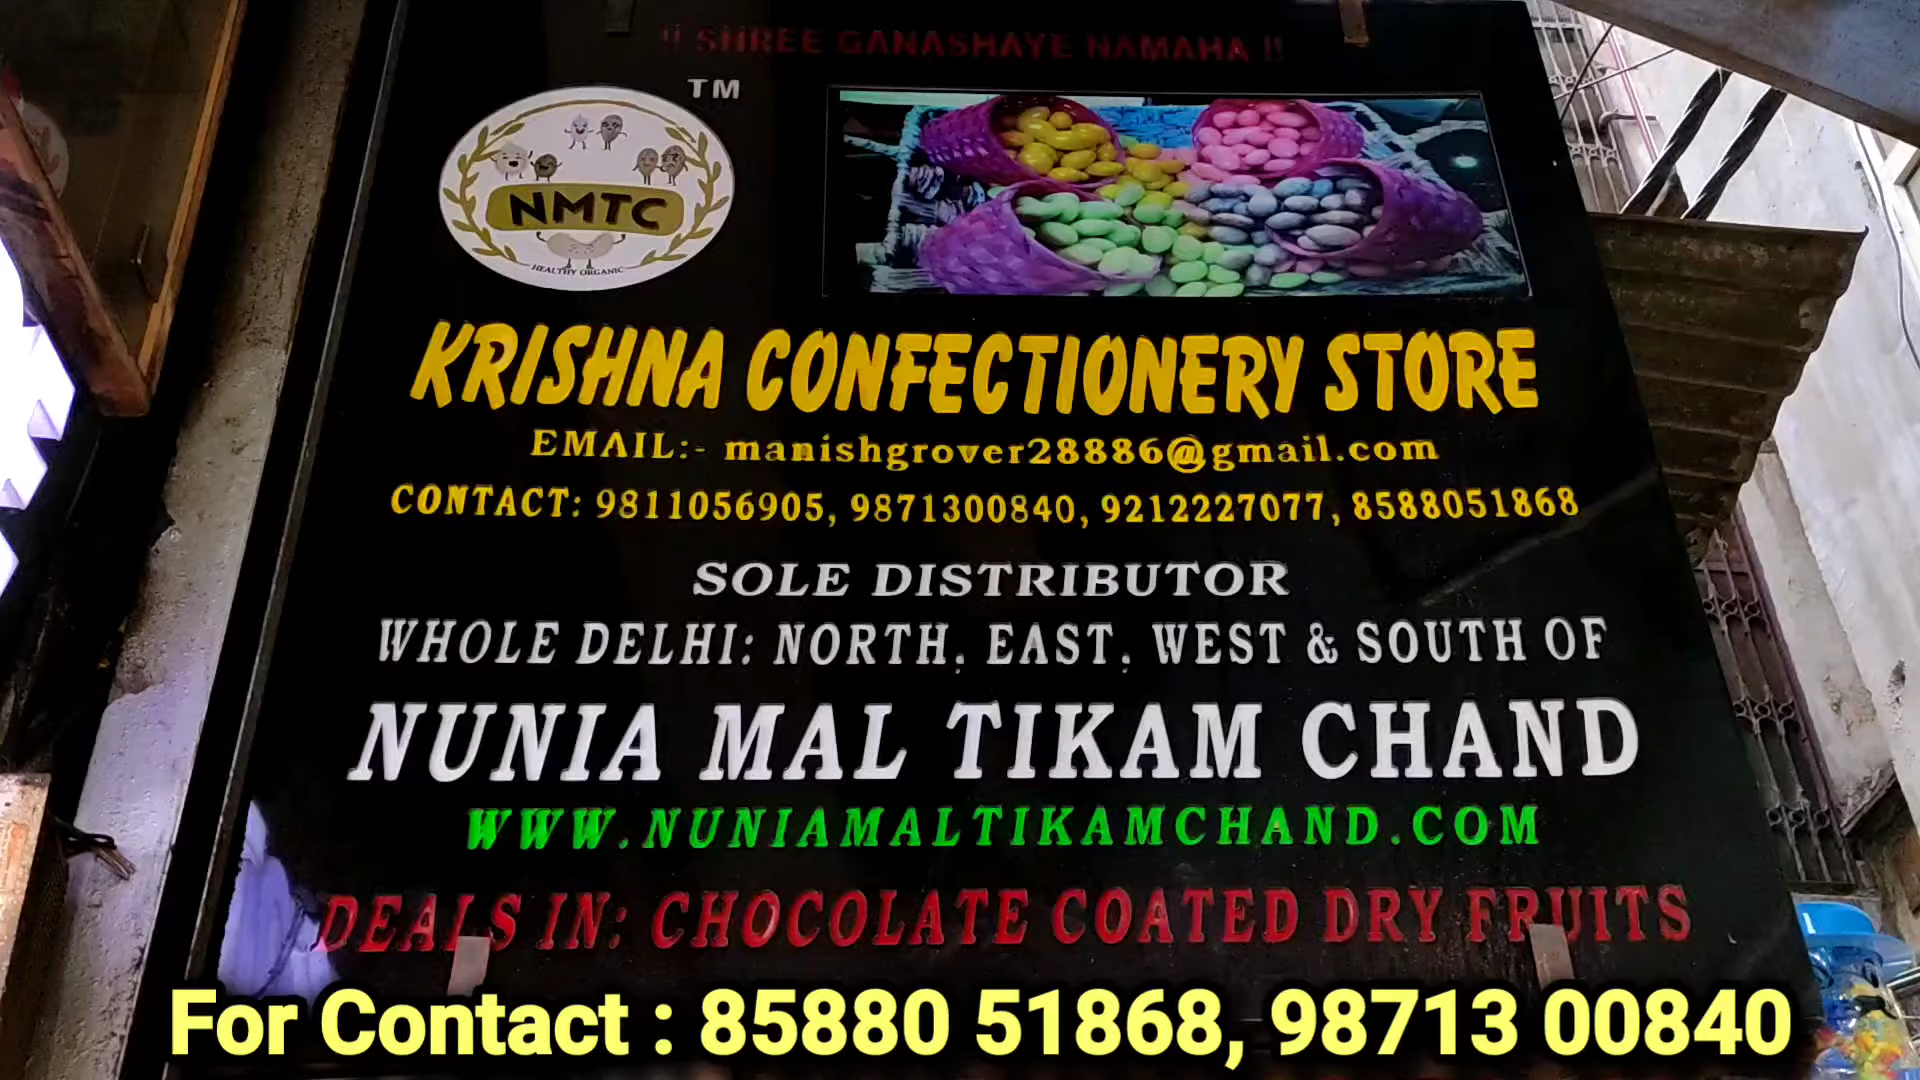 !! SHREE GANASHAYE NAMAHA !!
TM
NMTC
HEALTHY ORGANIC
KRISHNA CONFECTIONERY STORE
EMAIL:- manishgrover28886@gmail.com
CONTACT: 9811056905, 9871300840, 9212227077, 8588051868
SOLE DISTRIBUTOR
WHOLE DELHI: NORTH, EAST, WEST & SOUTH OF
NUNIA MAL TIKAM CHAND
WWW.NUNIAMALTIKAMCHAND.COM
DEALS IN: CHOCOLATE COATED DRY FRUITS
For Contact : 85880 51868, 98713 00840